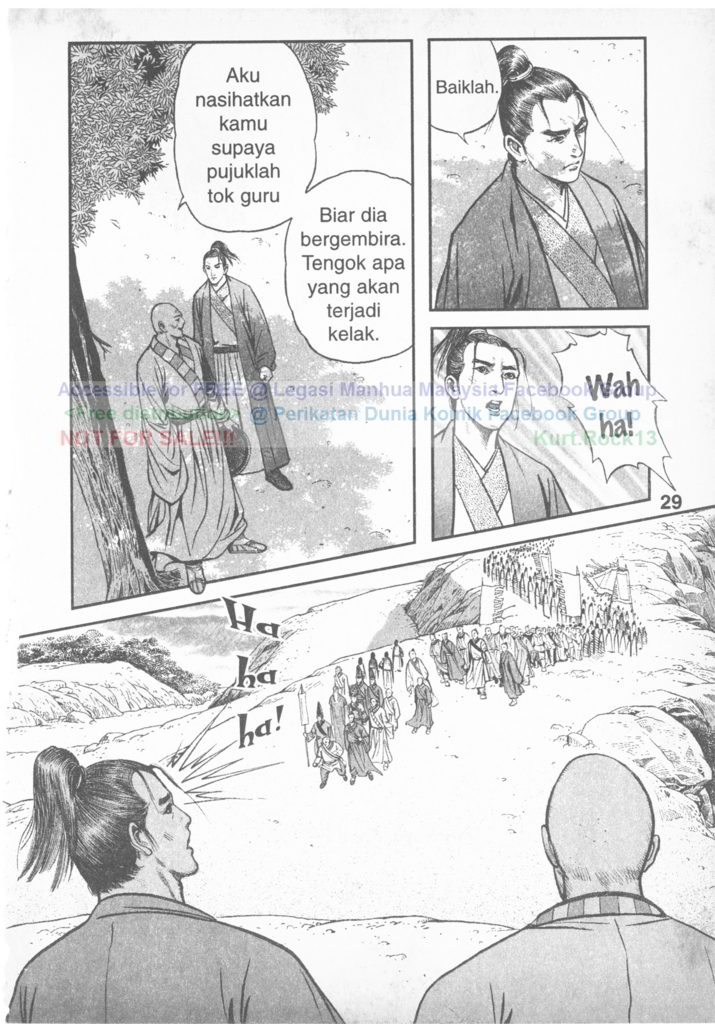 Aku
nasihatkan
kamu
supaya
pujuklah
tok guru
Biar dia
bergembira.
Tengok apa
yang akan
terjadi
kelak.
Baiklah.
Wah
ha!
Accessible for FREE @ Legasi Manhua Malaysia Facebook Group
<Free distribution> @ Perikatan Dunia Komik Facebook Group
NOT FOR SALE!!! Kurt.Rock13
29
Ha
ha
ha!